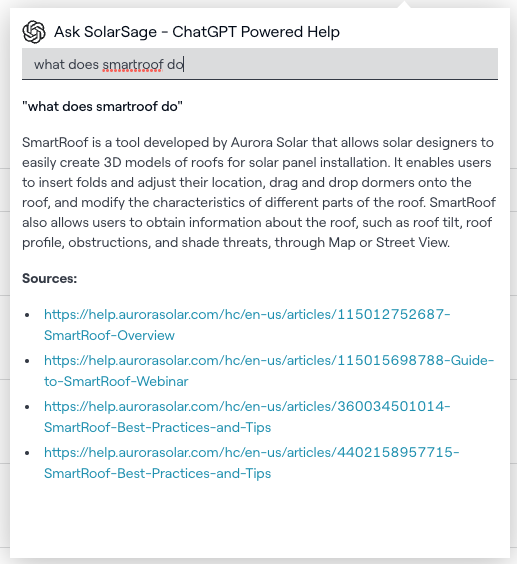 Ask SolarSage - ChatGPT Powered Help
what does smartroof do
"what does smartroof do"
SmartRoof is a tool developed by Aurora Solar that allows solar designers to
easily create 3D models of roofs for solar panel installation. It enables users
to insert folds and adjust their location, drag and drop dormers onto the
roof, and modify the characteristics of different parts of the roof. SmartRoof
also allows users to obtain information about the roof, such as roof tilt, roof
profile, obstructions, and shade threats, through Map or Street View.
Sources:
• https://help.aurorasolar.com/hc/en-us/articles/115012752687-
SmartRoof-Overview
• https://help.aurorasolar.com/hc/en-us/articles/115015698788-Guide-
to-SmartRoof-Webinar
• https://help.aurorasolar.com/hc/en-us/articles/360034501014-
SmartRoof-Best-Practices-and-Tips
• https://help.aurorasolar.com/hc/en-us/articles/4402158957715-
SmartRoof-Best-Practices-and-Tips